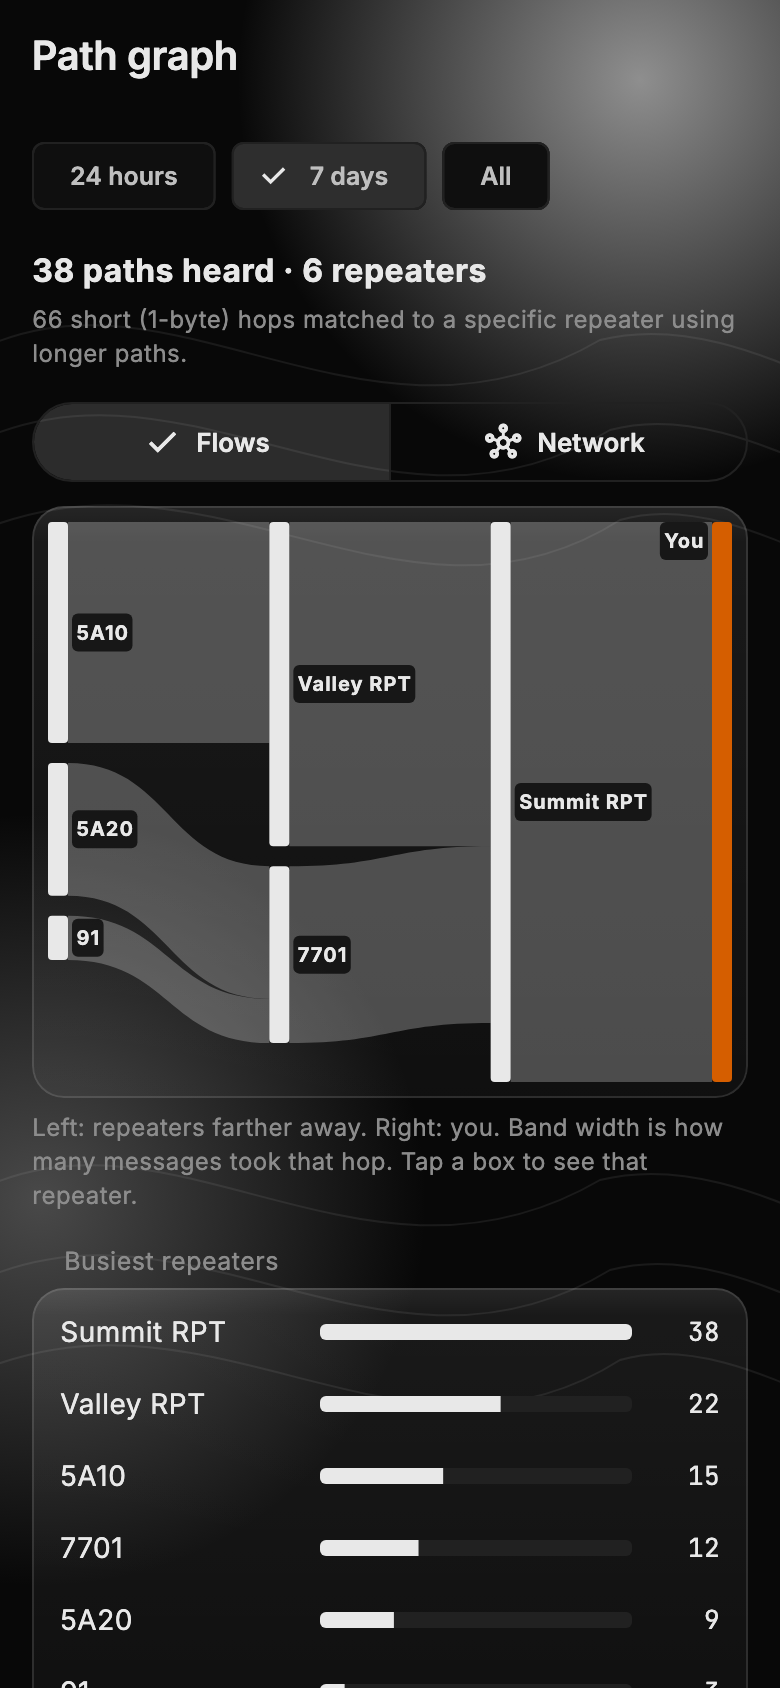 Path graph
24 hours
7 days
All
38 paths heard · 6 repeaters
66 short (1-byte) hops matched to a specific repeater using
longer paths.
Flows
Network
You
5A10
Valley RPT
Summit RPT
5A20
91
7701
Left: repeaters farther away. Right: you. Band width is how
many messages took that hop. Tap a box to see that
repeater.
Busiest repeaters
Summit RPT 38
Valley RPT 22
5A10 15
7701 12
5A20 9